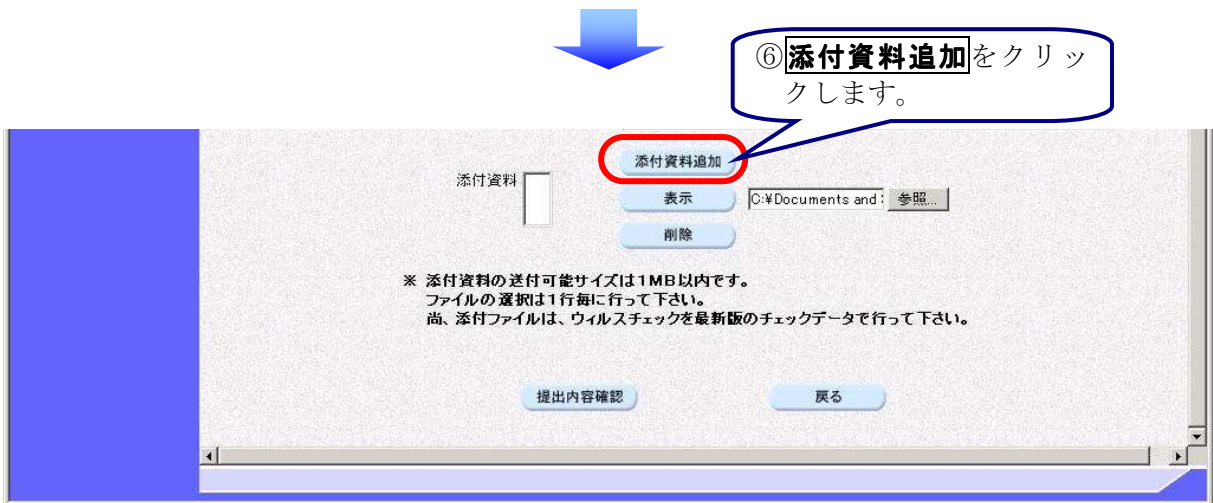 ⑥添付資料追加をクリッ
クします。
添付資料追加
添付資料
表示
C:¥Documents and
参照...
削除
※ 添付資料の送付可能サイズは1MB以内です。
ファイルの選択は1行毎に行って下さい。
尚、添付ファイルは、ウィルスチェックを最新版のチェックデータで行って下さい。
提出内容確認
戻る